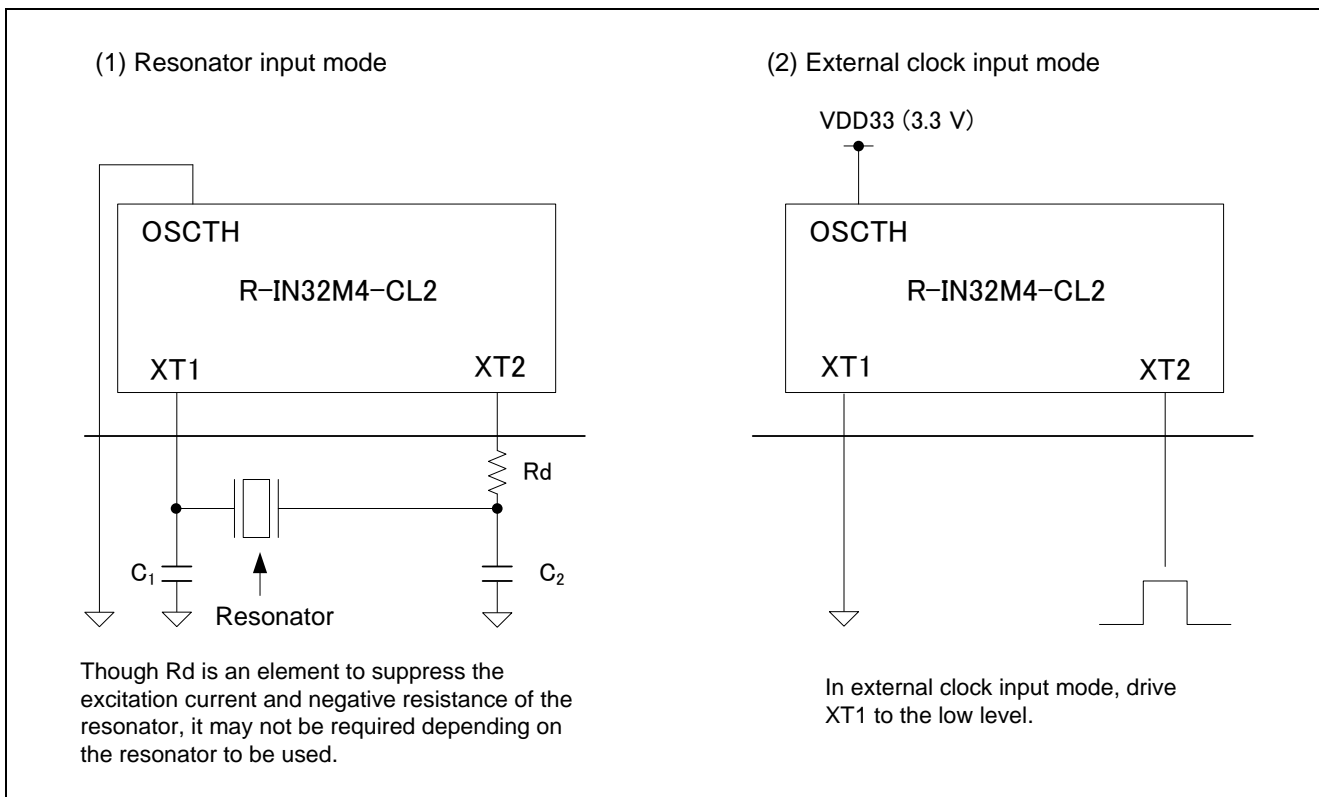 (1) Resonator input mode
OSCTH
R-IN32M4-CL2
XT1
XT2
Rd
C₁
C₂
Resonator
Though Rd is an element to suppress the
excitation current and negative resistance of the
resonator, it may not be required depending on
the resonator to be used.
(2) External clock input mode
VDD33 (3.3 V)
OSCTH
R-IN32M4-CL2
XT1
XT2
In external clock input mode, drive
XT1 to the low level.